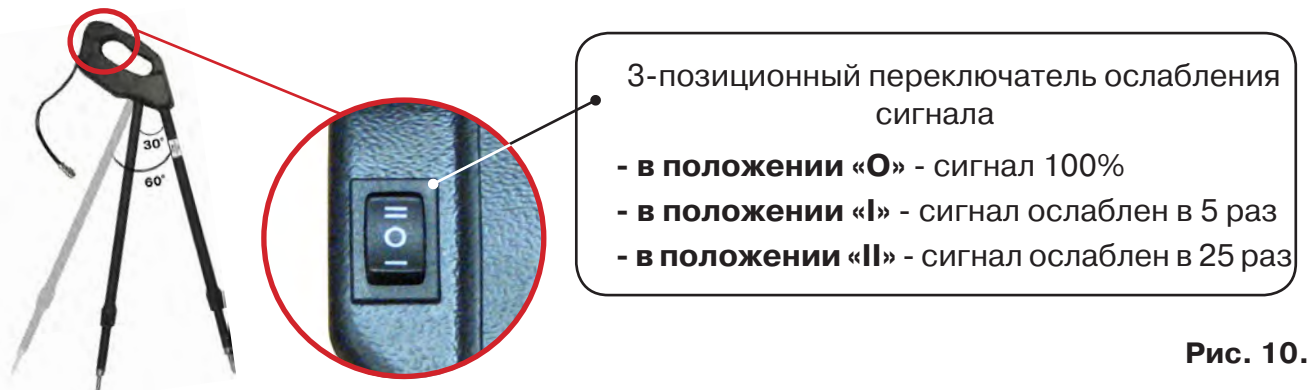 30°
60°
II
O
I
3-позиционный переключатель ослабления
сигнала
- в положении «О» - сигнал 100%
- в положении «I» - сигнал ослаблен в 5 раз
- в положении «II» - сигнал ослаблен в 25 раз
Рис. 10.